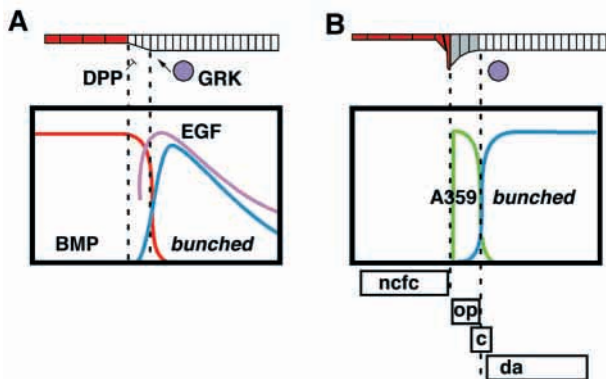 A
DPP
GRK
EGF
BMP
bunched
B
A359
bunched
ncfc
op
c
da